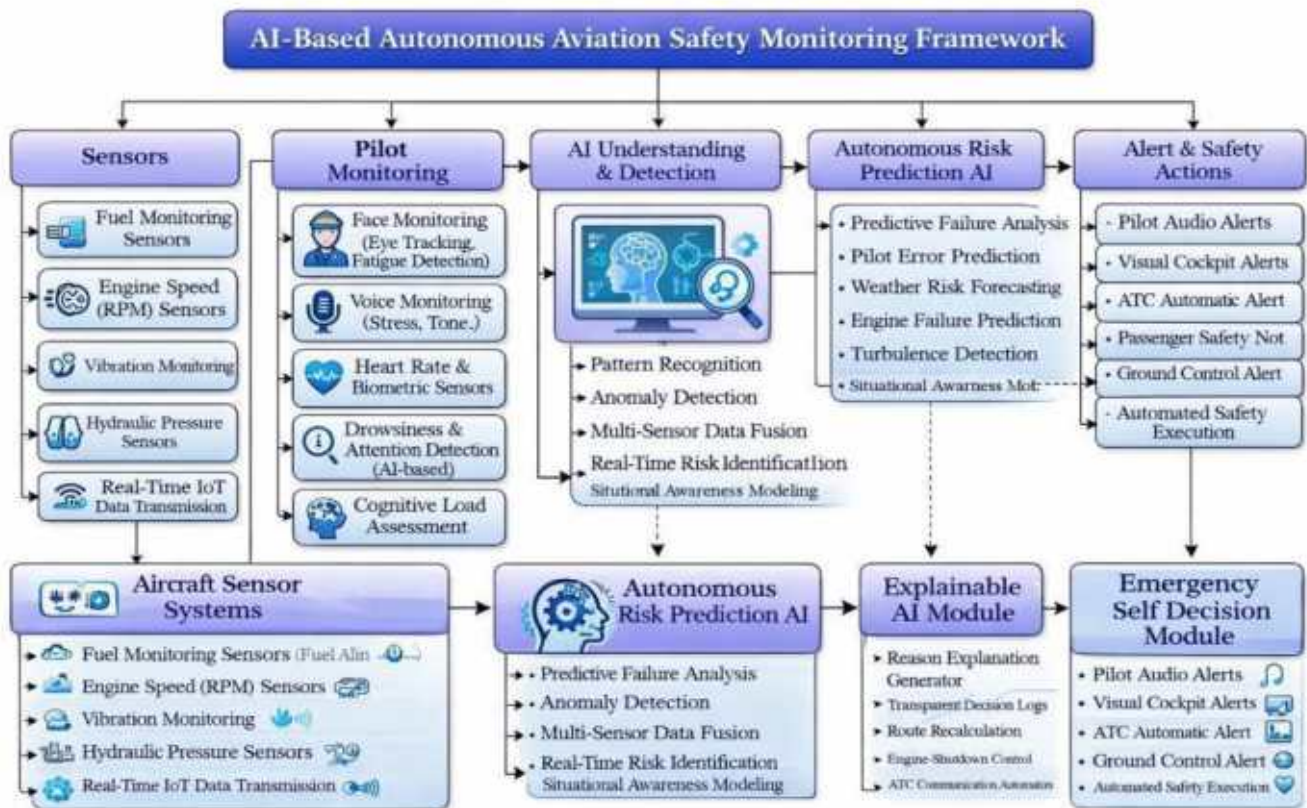 AI-Based Autonomous Aviation Safety Monitoring Framework
Sensors
Fuel Monitoring
Sensors
Engine Speed
(RPM) Sensors
Vibration Monitoring
Hydraulic Pressure
Sensors
Real-Time IoT
Data Transmission
Pilot
Monitoring
Face Monitoring
(Eye Tracking,
Fatigue Detection)
Voice Monitoring
(Stress, Tone.)
Heart Rate &
Biometric Sensors
Drowsiness &
Attention Detection
(AI-based)
Cognitive Load
Assessment
AI Understanding
& Detection
Pattern Recognition
Anomaly Detection
Multi-Sensor Data Fusion
Real-Time Risk Identification
Situtional Awareness Modeling
Autonomous Risk
Prediction AI
• Predictive Failure Analysis
• Pilot Error Prediction
• Weather Risk Forecasting
• Engine Failure Prediction
• Turbulence Detection
• Situational Awarness
Alert & Safety
Actions
- Pilot Audio Alerts
• Visual Cockpit Alerts
• ATC Automatic Alert
• Passenger Safety Not
• Ground Control Alert
- Automated Safety
Execution
Aircraft Sensor
Systems
Fuel Monitoring Sensors (Fuel
Engine Speed (RPM) Sensors
Vibration Monitoring
Hydraulic Pressure Sensors
Real-Time IoT Data Transmission
Autonomous
Risk Prediction AI
• Predictive Failure Analysis
• Anomaly Detection
• Multi-Sensor Data Fusion
• Real-Time Risk Identification
Situational Awareness Modeling
Explainable
AI Module
Reason Explanation
Generator
Transparent Decision Logs
Route Recalculation
Engine-Shutdown Control
ATC Communication
Emergency
Self Decision
Module
• Pilot Audio Alerts
• Visual Cockpit Alerts
• ATC Automatic Alert
• Ground Control Alert
• Automated Safety Execution